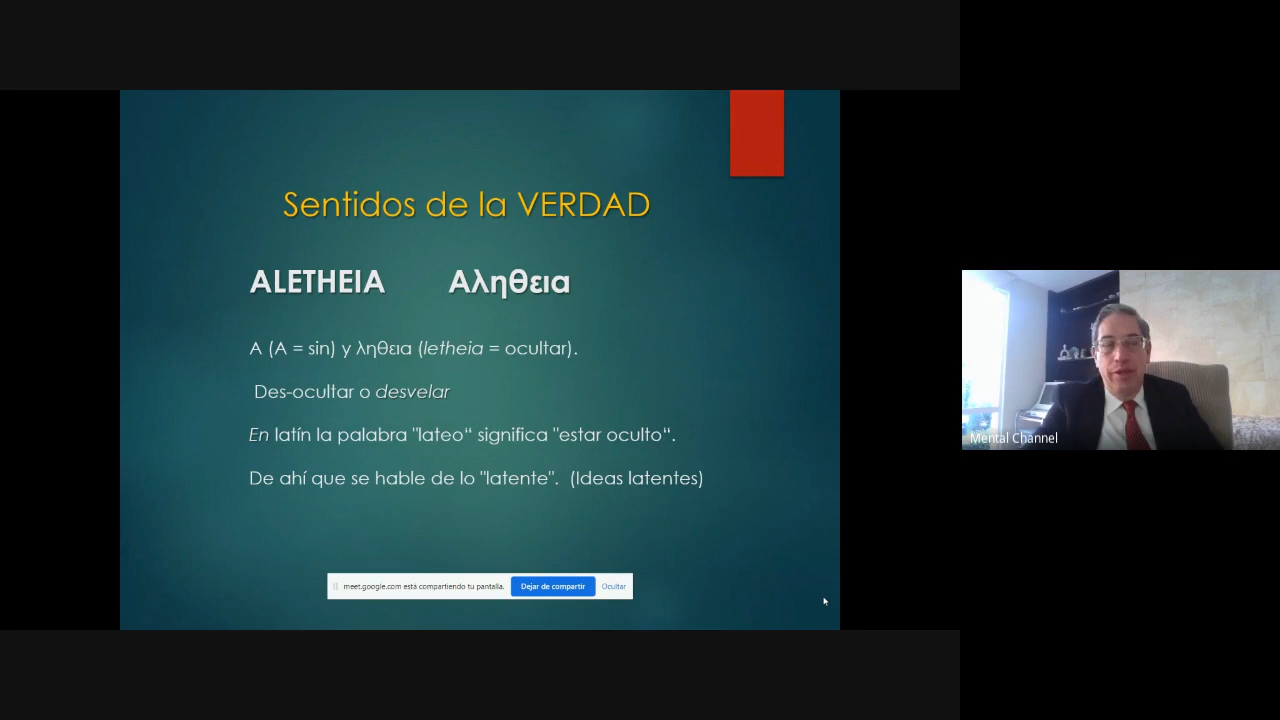 Sentidos de la VERDAD
ALETHEIA Αληθεια
A (A = sin) y ληθεια (letheia = ocultar).
Des-ocultar o desvelar
En latín la palabra "lateo“ significa "estar oculto“.
De ahí que se hable de lo "latente". (Ideas latentes)
meet.google.com está compartiendo tu pantalla. Dejar de compartir Ocultar
Mental Channel